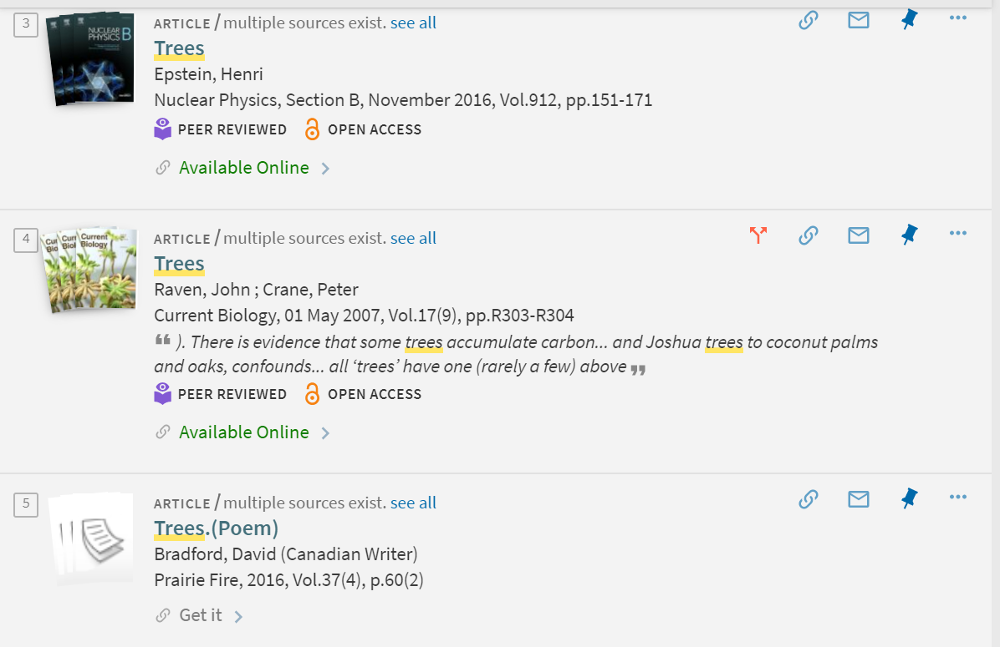 3
NUCLEAR
PHYSICS B
ARTICLE / multiple sources exist. see all
Trees
Epstein, Henri
Nuclear Physics, Section B, November 2016, Vol.912, pp.151-171
PEER REVIEWED OPEN ACCESS
Available Online
4
Curr
Bio
Curr
Biol
Current
Biology
ARTICLE / multiple sources exist. see all
Trees
Raven, John ; Crane, Peter
Current Biology, 01 May 2007, Vol.17(9), pp.R303-R304
“ ). There is evidence that some trees accumulate carbon... and Joshua trees to coconut palms
and oaks, confounds... all ‘trees’ have one (rarely a few) above ”
PEER REVIEWED OPEN ACCESS
Available Online
5
ARTICLE / multiple sources exist. see all
Trees.(Poem)
Bradford, David (Canadian Writer)
Prairie Fire, 2016, Vol.37(4), p.60(2)
Get it